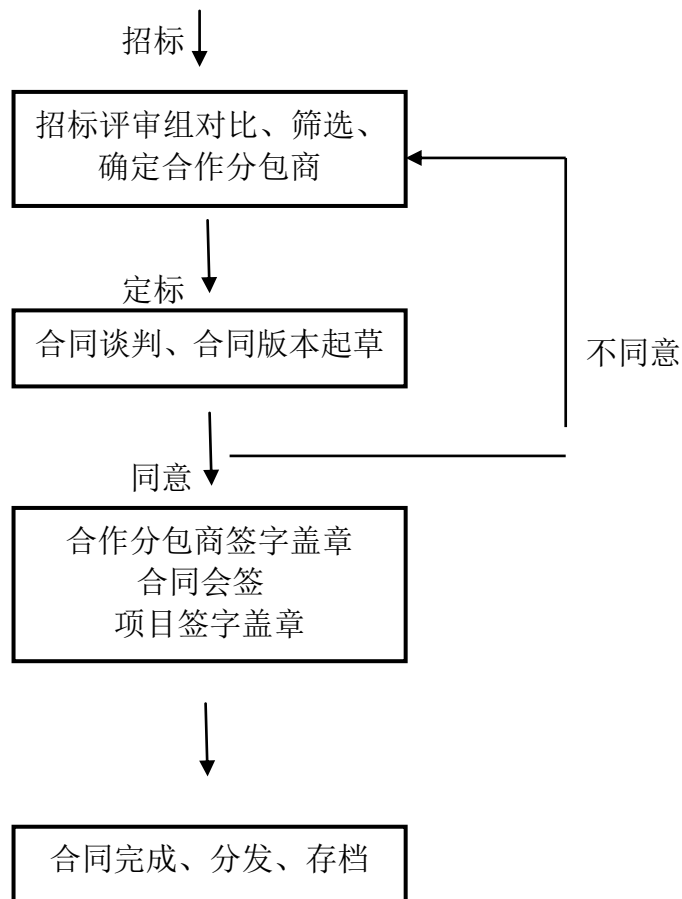 招标
招标评审组对比、筛选、
确定合作分包商
定标
合同谈判、合同版本起草
不同意
同意
合作分包商签字盖章
合同会签
项目签字盖章
合同完成、分发、存档